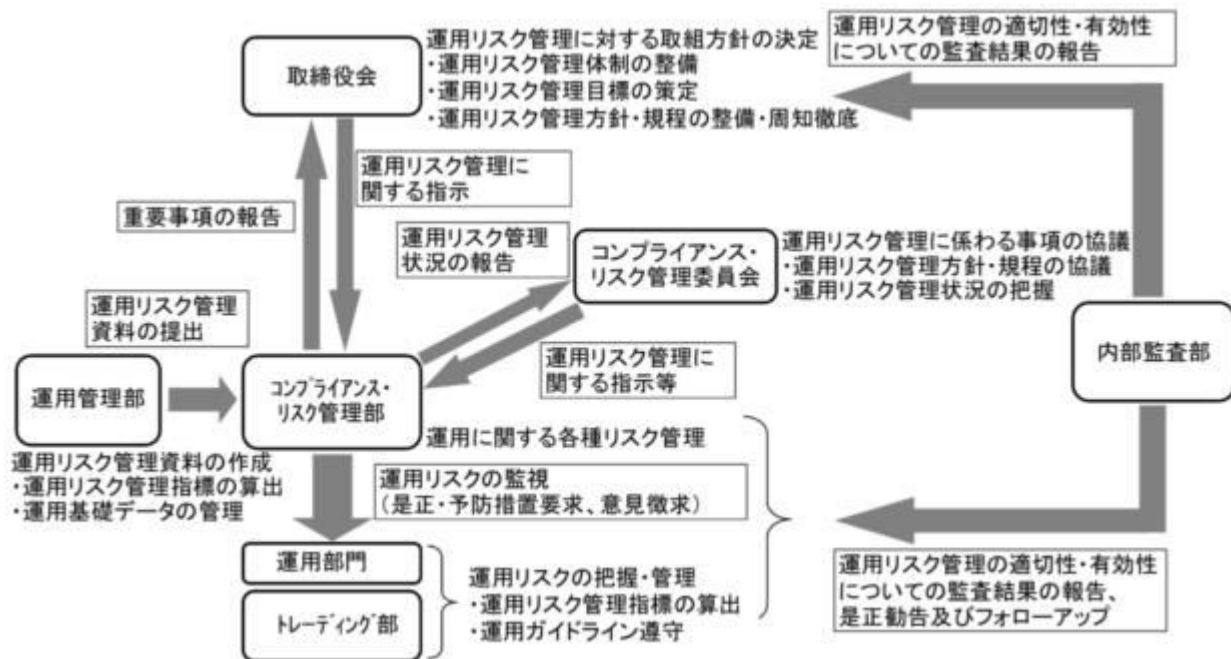 取締役会
運用リスク管理に対する取組方針の決定
・運用リスク管理体制の整備
・運用リスク管理目標の策定
・運用リスク管理方針・規程の整備・周知徹底
運用リスク管理の適切性・有効性
についての監査結果の報告
運用リスク管理に
関する指示
重要事項の報告
運用リスク管理
状況の報告
コンプライアンス・
リスク管理委員会
運用リスク管理に係わる事項の協議
・運用リスク管理方針・規程の協議
・運用リスク管理状況の把握
運用リスク管理
資料の提出
運用リスク管理に
関する指示等
内部監査部
運用管理部
コンプライアンス・
リスク管理部
運用に関する各種リスク管理
運用リスク管理資料の作成
・運用リスク管理指標の算出
・運用基礎データの管理
運用リスクの監視
(是正・予防措置要求、意見徴求)
運用部門
トレーディング部
運用リスクの把握・管理
・運用リスク管理指標の算出
・運用ガイドライン遵守
運用リスク管理の適切性・有効性
についての監査結果の報告、
是正勧告及びフォローアップ